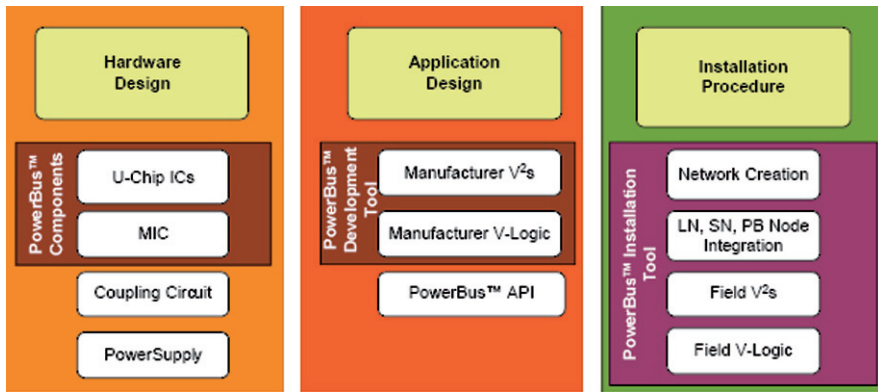 Hardware
Design
PowerBus™
Components
U-Chip ICs
MIC
Coupling Circuit
PowerSupply
Application
Design
PowerBus™
Development
Tool
Manufacturer V²s
Manufacturer V-Logic
PowerBus™ API
Installation
Procedure
PowerBus™ Installation
Tool
Network Creation
LN, SN, PB Node
Integration
Field V²s
Field V-Logic